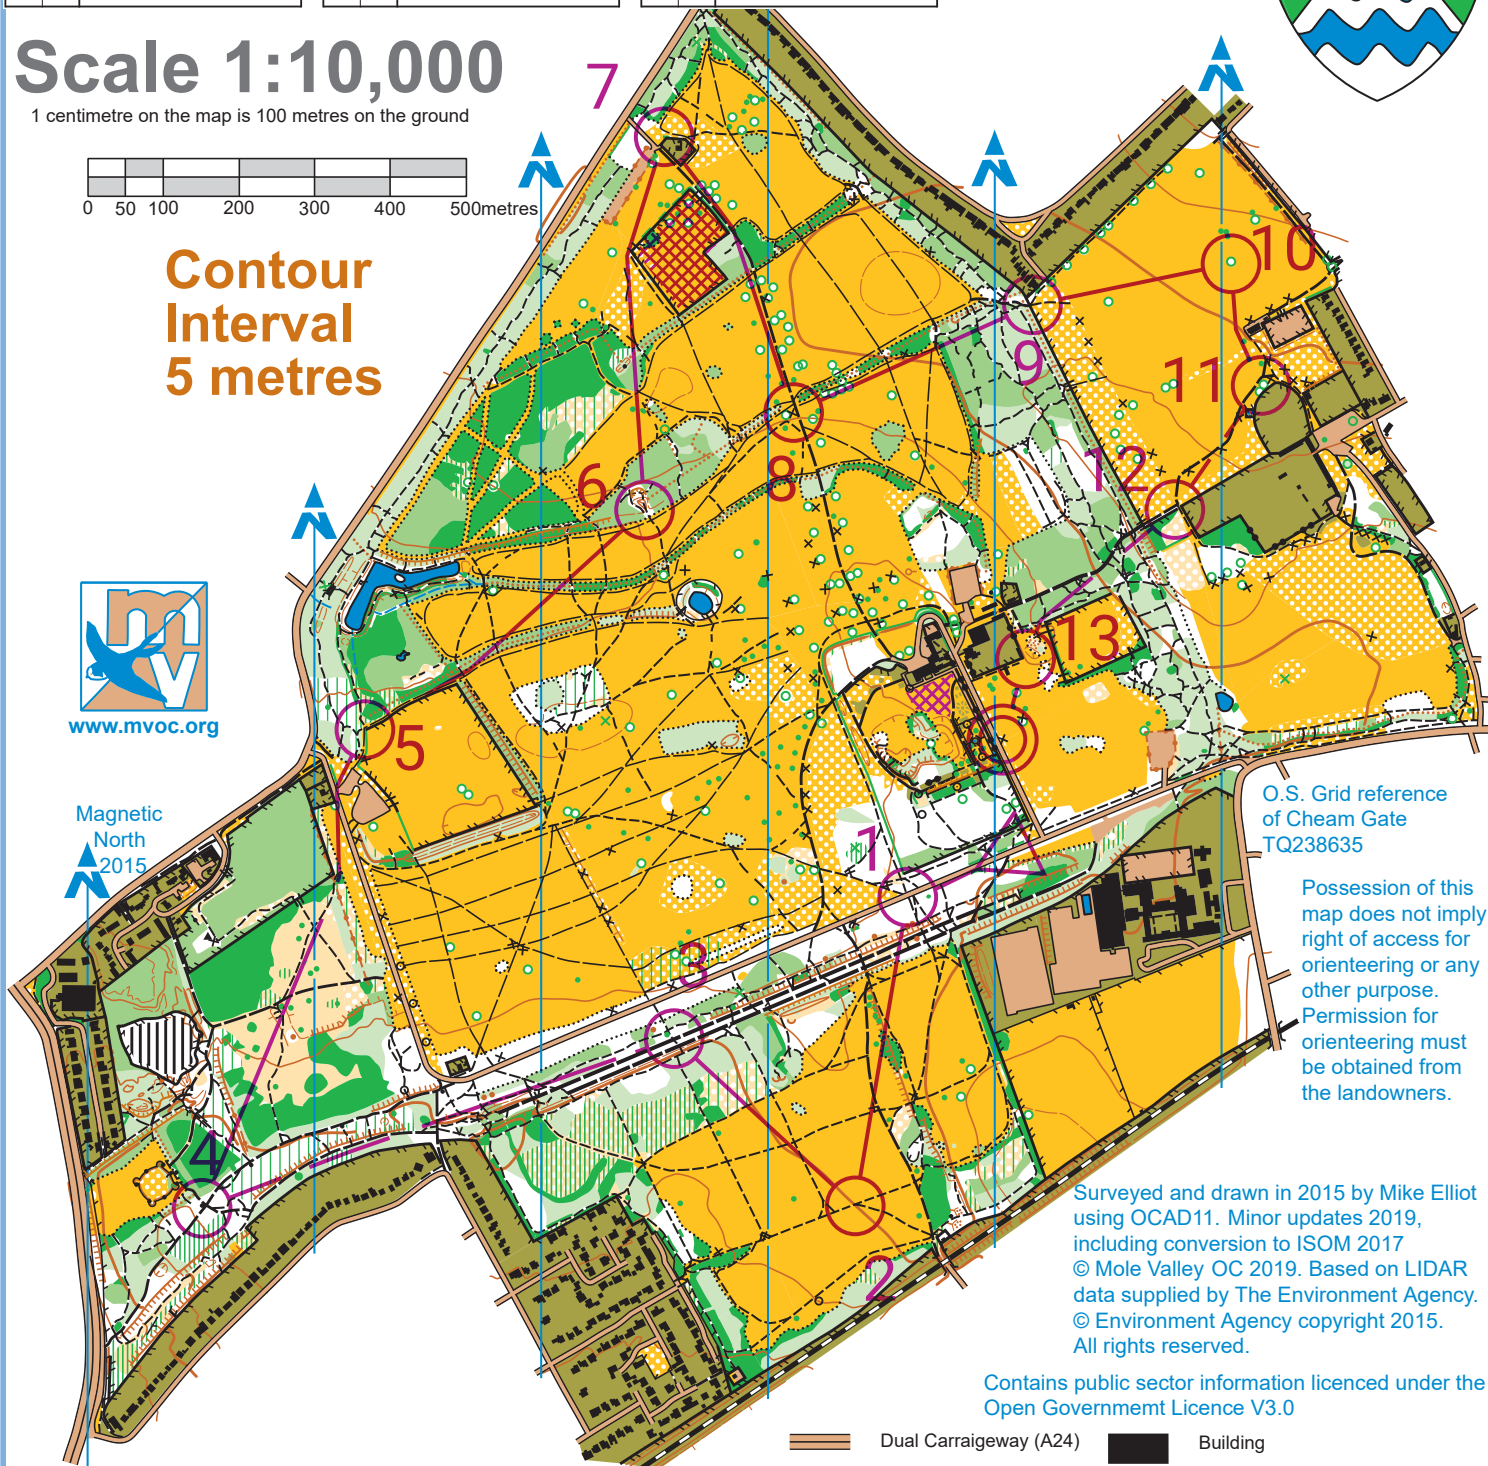 Scale 1:10,000
1 centimetre on the map is 100 metres on the ground
0 50 100 200 300 400 500metres
Contour
Interval
5 metres
7
10
9
11
12
6
8
13
5
mv
www.mvoc.org
Magnetic
North
2015
1
3
4
2
O.S. Grid reference
of Cheam Gate
TQ238635
Possession of this
map does not imply
right of access for
orienteering or any
other purpose.
Permission for
orienteering must
be obtained from
the landowners.
Surveyed and drawn in 2015 by Mike Elliot
using OCAD11. Minor updates 2019,
including conversion to ISOM 2017
© Mole Valley OC 2019. Based on LIDAR
data supplied by The Environment Agency.
© Environment Agency copyright 2015.
All rights reserved.
Contains public sector information licenced under the
Open Governmemt Licence V3.0
Dual Carraigeway (A24)
Building